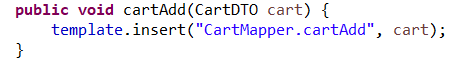 public void cartAdd(CartDTO cart) {
    template.insert("CartMapper.cartAdd", cart);
}